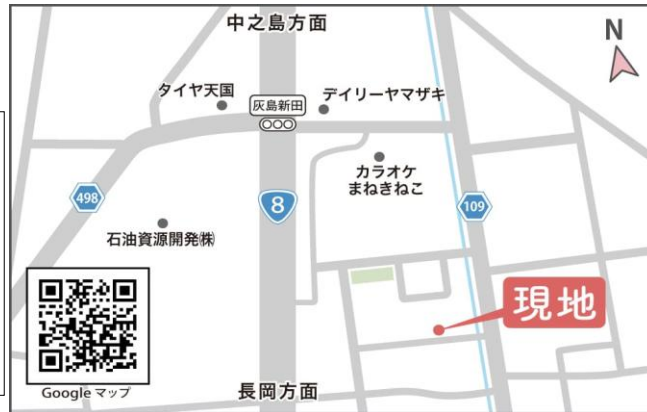 中之島方面
N
タイヤ天国
灰島新田
デイリーヤマザキ
カラオケ
まねきねこ
498
8
109
石油資源開発㈱
現地
Google マップ
長岡方面